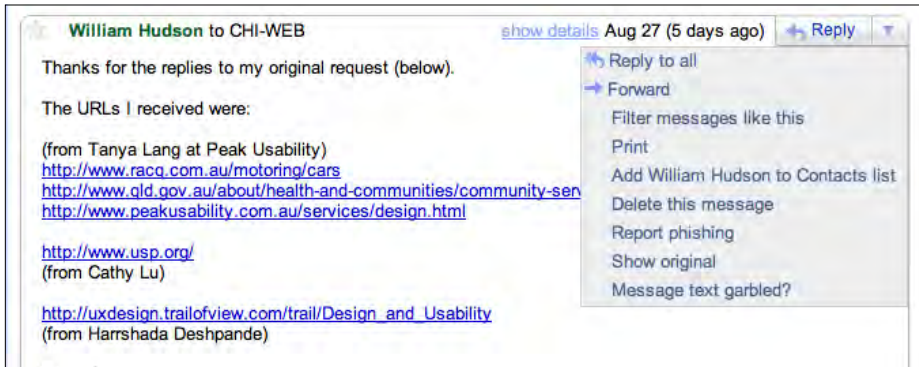 William Hudson to CHI-WEB show details Aug 27 (5 days ago) Reply
Reply to all
Forward
Filter messages like this
Print
Add William Hudson to Contacts list
Delete this message
Report phishing
Show original
Message text garbled?
Thanks for the replies to my original request (below).
The URLs I received were:
(from Tanya Lang at Peak Usability)
http://www.racq.com.au/motoring/cars
http://www.qld.gov.au/about/health-and-communities/community-serv
http://www.peakusability.com.au/services/design.html
http://www.usp.org/
(from Cathy Lu)
http://uxdesign.trailofview.com/trail/Design_and_Usability
(from Harrshada Deshpande)